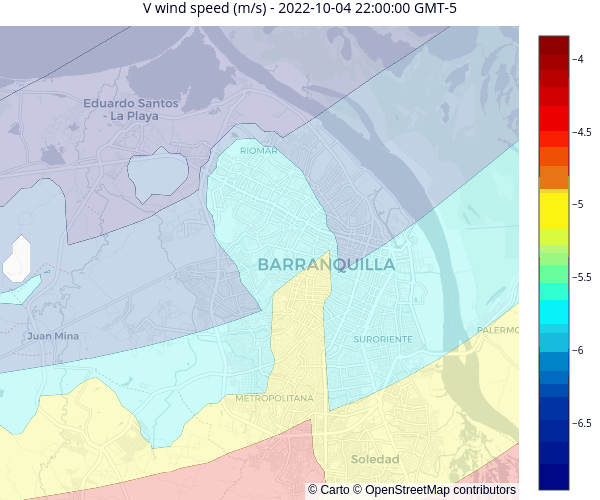 V wind speed (m/s) - 2022-10-04 22:00:00 GMT-5
Eduardo Santos
- La Playa
RIOMAR
BARRANQUILLA
Juan Mina
SURORIENTE
PALERMO
METROPOLITANA
Soledad
−4
−4.5
−5
−5.5
−6
−6.5
© Carto © OpenStreetMap contributors